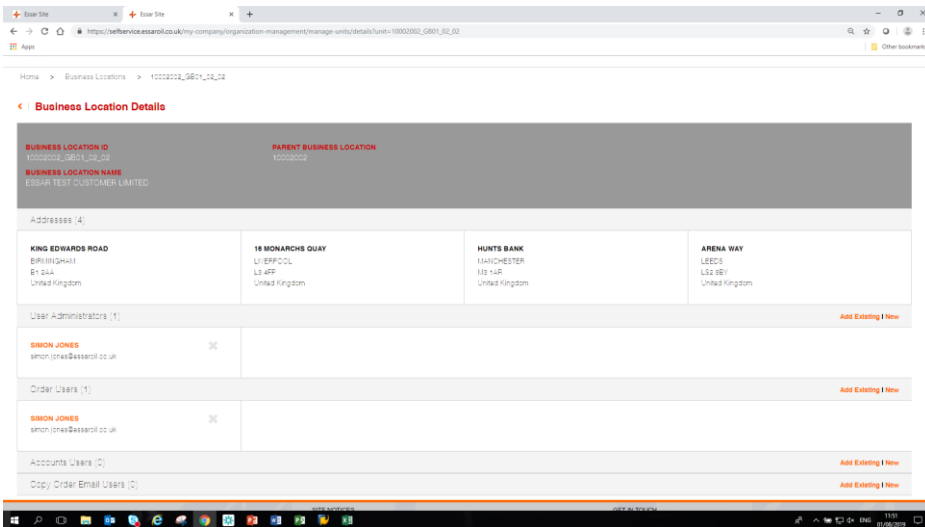 Essar Site
Essar Site
https://selfservice.essaroil.co.uk/my-company/organization-management/manage-units/details?unit=10002002_GB01_02_02
Apps
Other bookmarks
Home > Business Locations > 10002002_GB01_02_02
Business Location Details
BUSINESS LOCATION ID
10002002_GB01_02_02
PARENT BUSINESS LOCATION
10002002
BUSINESS LOCATION NAME
ESSAR TEST CUSTOMER LIMITED
Addresses (4)
KING EDWARDS ROAD
BIRMINGHAM
B1 2AA
United Kingdom
16 MONARCHS QUAY
LIVERPOOL
L3 4FP
United Kingdom
HUNTS BANK
MANCHESTER
M3 1AR
United Kingdom
ARENA WAY
LEEDS
LS2 8BY
United Kingdom
User Administrators (1)
Add Existing | New
SIMON JONES
simon.jones@essaroil.co.uk
Order Users (1)
Add Existing | New
SIMON JONES
simon.jones@essaroil.co.uk
Accounts Users (0)
Add Existing | New
Copy Order Email Users (0)
Add Existing | New
SITE NOTICES
GET IN TOUCH
ENG
11:51
01/08/2019